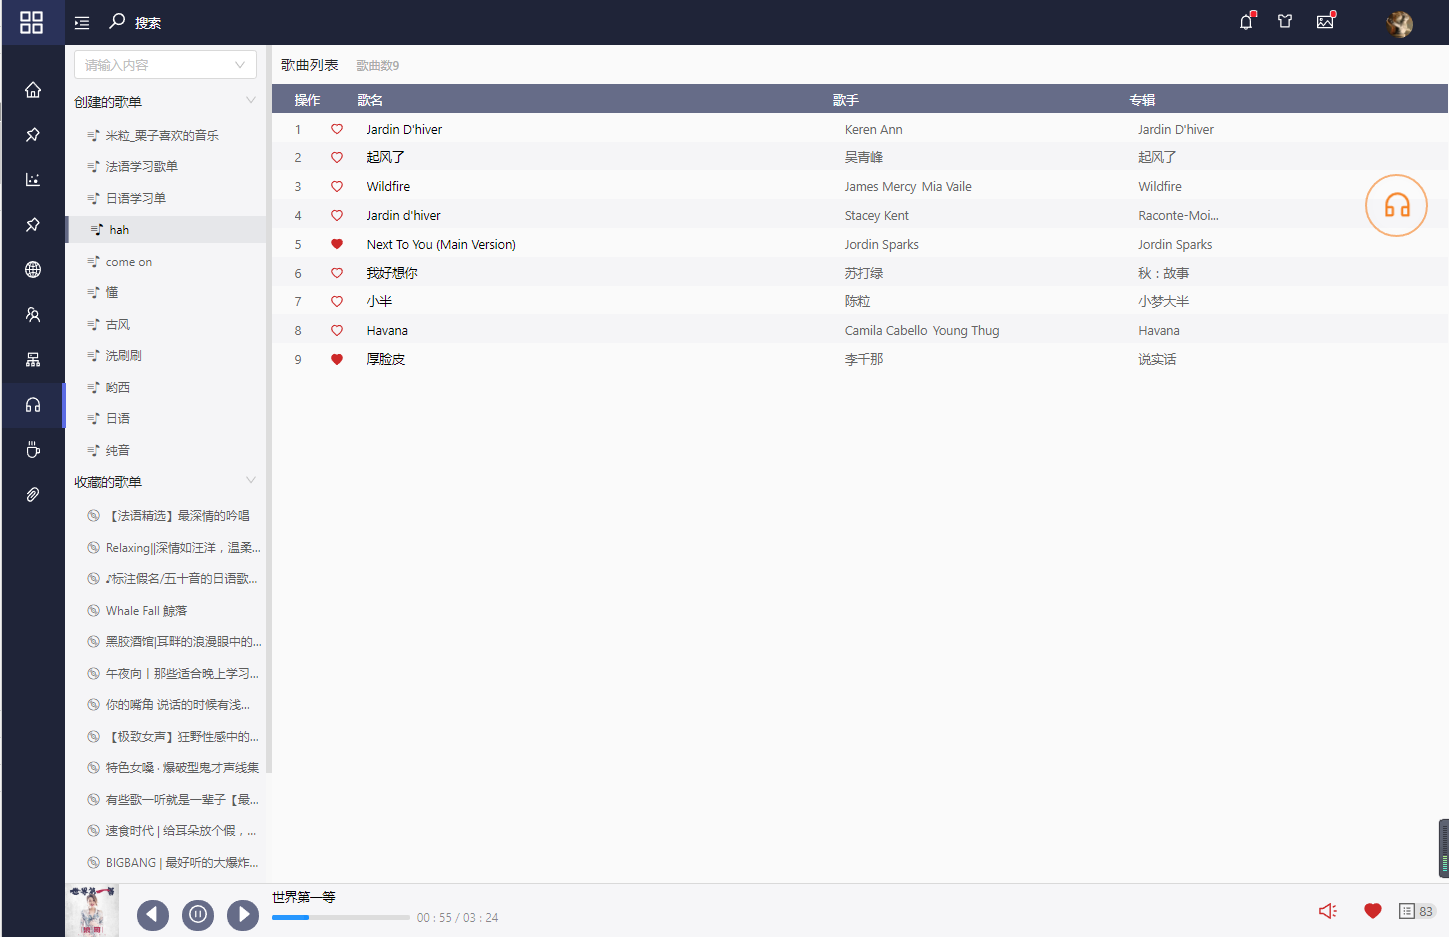 搜索
请输入内容
创建的歌单
米粒_栗子喜欢的音乐
法语学习歌单
日语学习单
hah
come on
懂
古风
洗刷刷
哟西
日语
纯音
收藏的歌单
【法语精选】最深情的吟唱
Relaxing||深情如汪洋，温柔...
♪标注假名/五十音的日语歌...
Whale Fall 鲸落
黑胶酒馆|耳畔的浪漫眼中的...
午夜向丨那些适合晚上学习...
你的嘴角 说话的时候有浅...
【极致女声】狂野性感中的...
特色女嗓 · 爆破型鬼才声线集
有些歌一听就是一辈子【最...
速食时代 | 给耳朵放个假，...
BIGBANG | 最好听的大爆炸...
歌曲列表 歌曲数9
操作 歌名 歌手 专辑
1 Jardin D'hiver Keren Ann Jardin D'hiver
2 起风了 吴青峰 起风了
3 Wildfire James Mercy Mia Vaile Wildfire
4 Jardin d'hiver Stacey Kent Raconte-Moi...
5 Next To You (Main Version) Jordin Sparks Jordin Sparks
6 我好想你 苏打绿 秋：故事
7 小半 陈粒 小梦大半
8 Havana Camila Cabello Young Thug Havana
9 厚脸皮 李千那 说实话
世界第一等
世界第一等
00 : 55 / 03 : 24
83